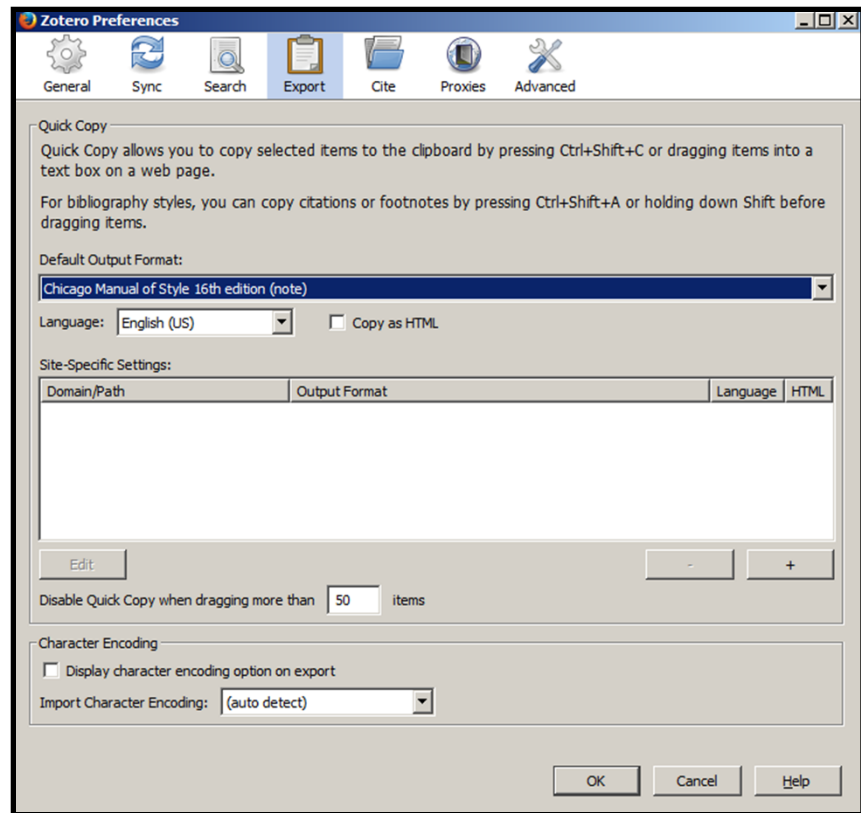 Zotero Preferences
General Sync Search Export Cite Proxies Advanced
Quick Copy
Quick Copy allows you to copy selected items to the clipboard by pressing Ctrl+Shift+C or dragging items into a
text box on a web page.
For bibliography styles, you can copy citations or footnotes by pressing Ctrl+Shift+A or holding down Shift before
dragging items.
Default Output Format:
Chicago Manual of Style 16th edition (note)
Language: English (US) Copy as HTML
Site-Specific Settings:
Domain/Path Output Format Language HTML
Edit - +
Disable Quick Copy when dragging more than 50 items
Character Encoding
Display character encoding option on export
Import Character Encoding: (auto detect)
OK Cancel Help